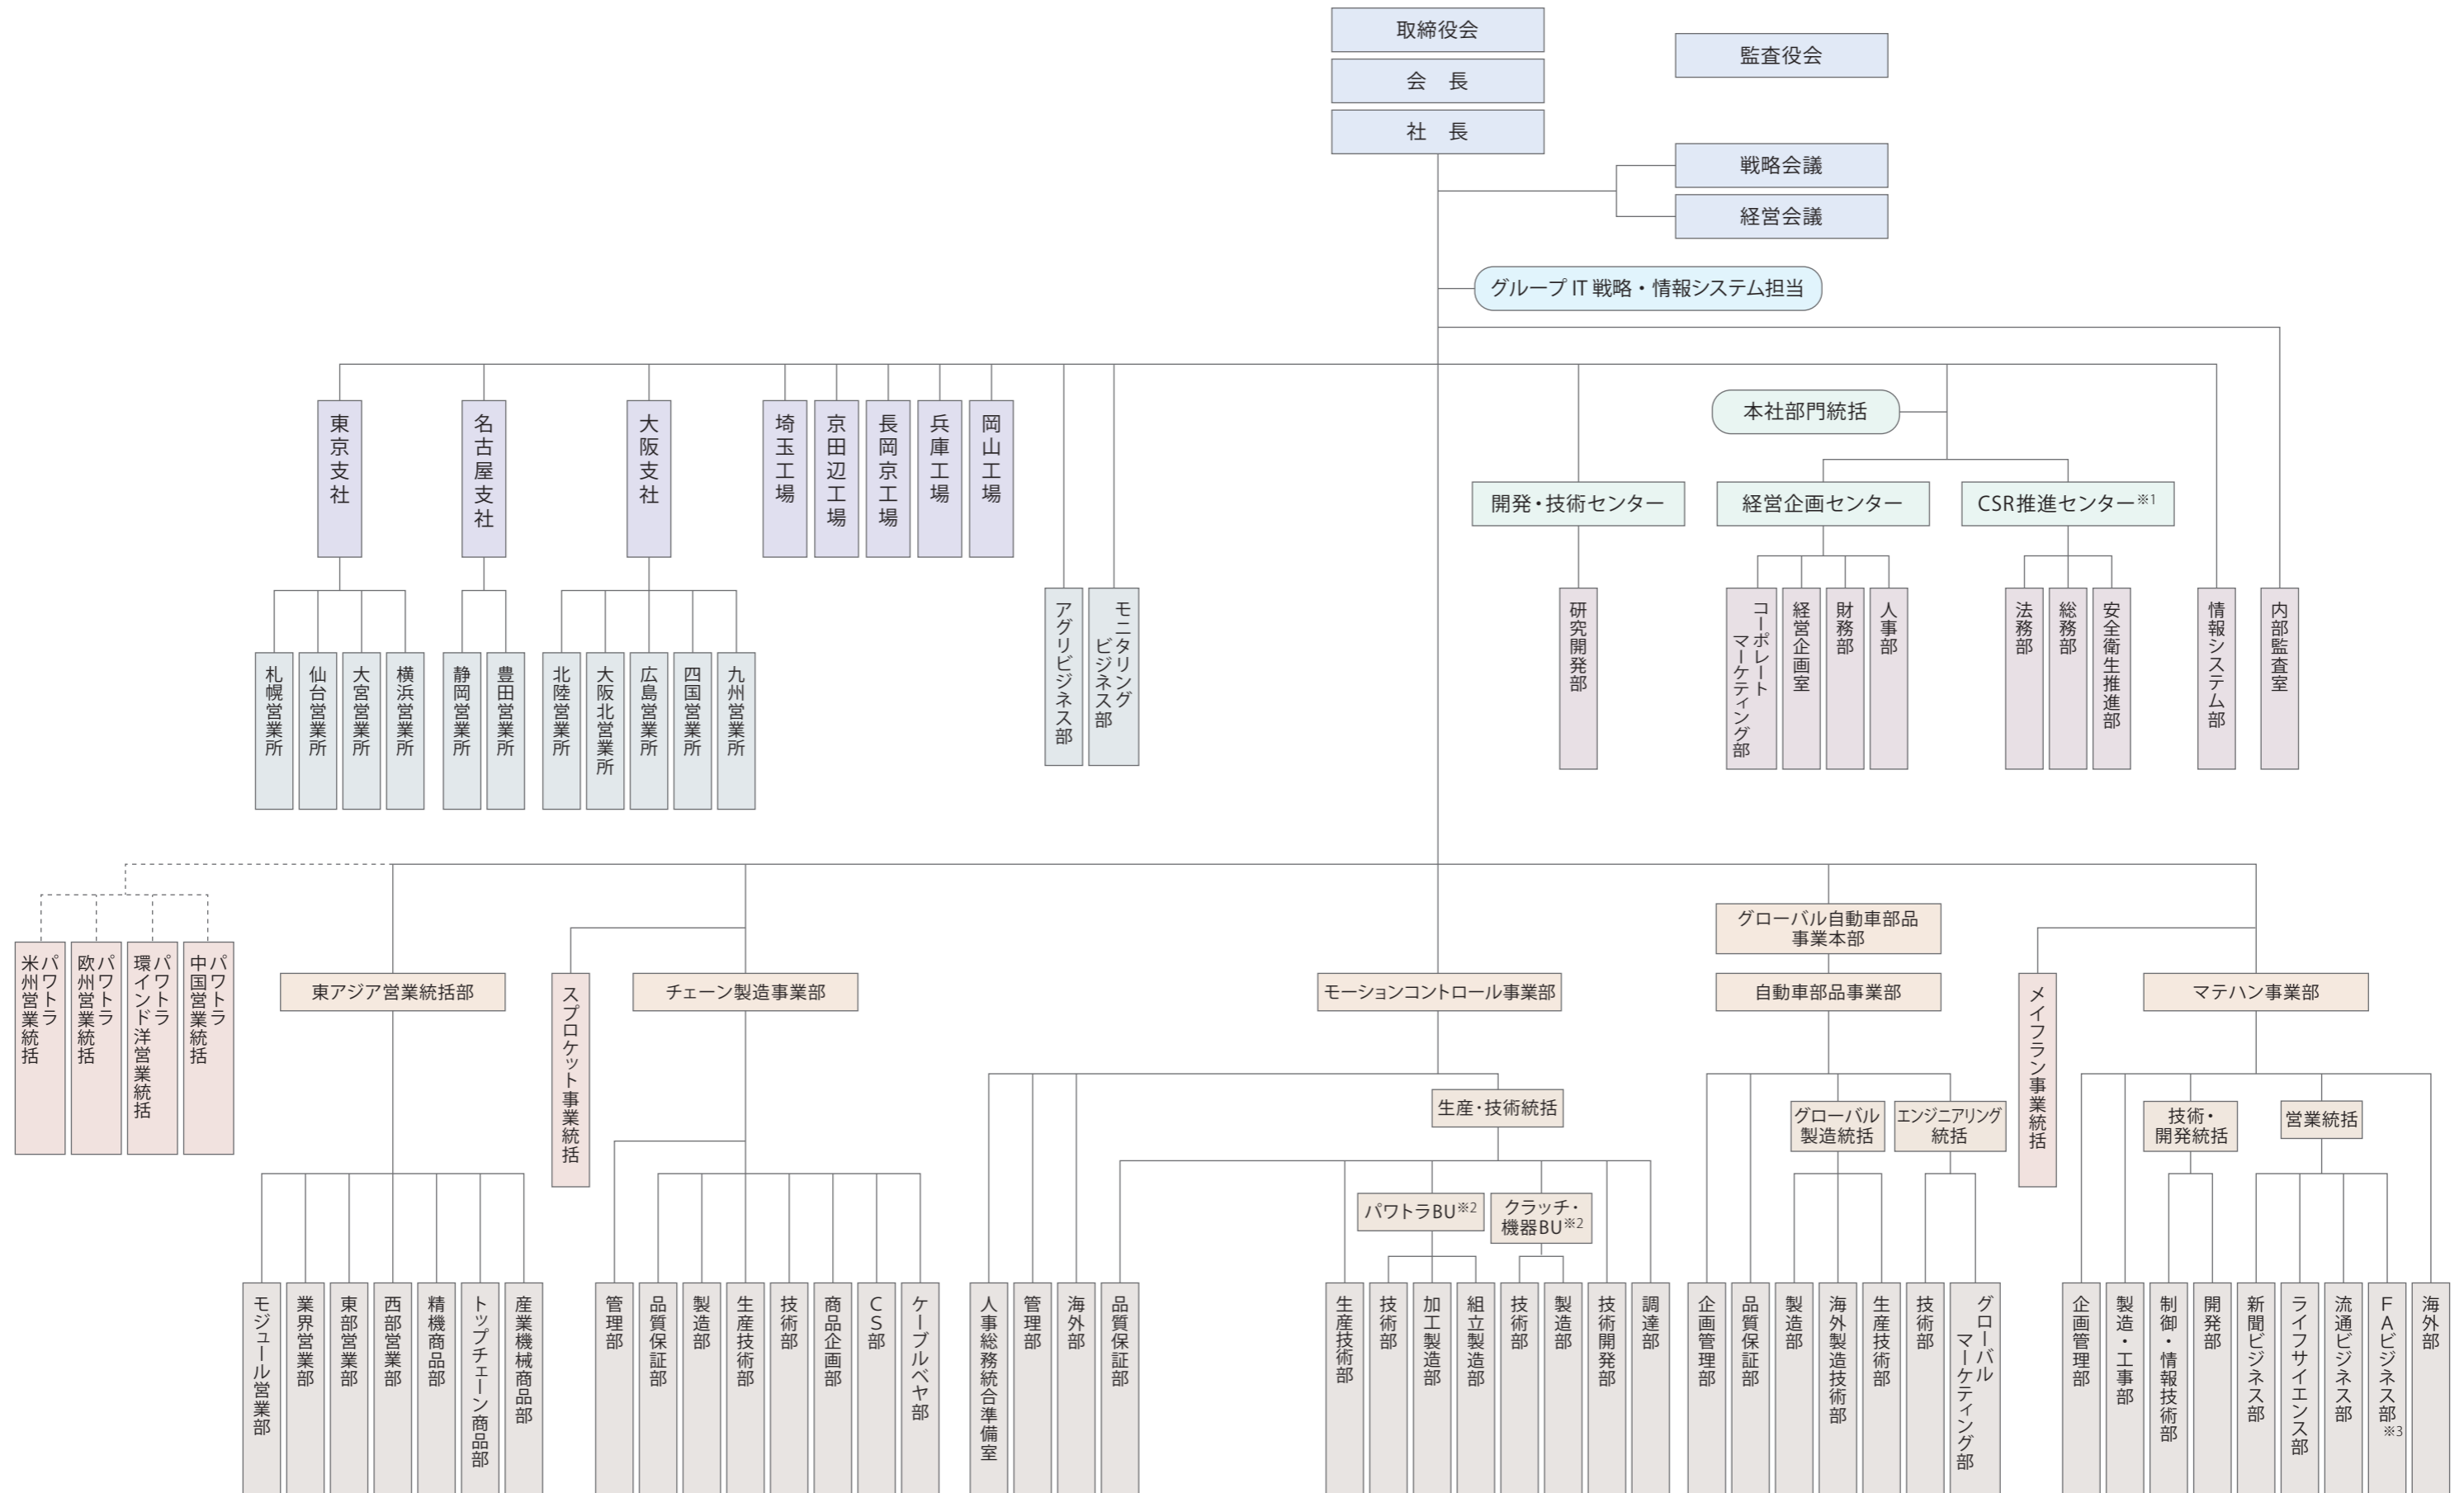 取締役会
会　長
社　長
監査役会
戦略会議
経営会議
グループ IT 戦略・情報システム担当
東京支社
名古屋支社
大阪支社
埼玉工場
京田辺工場
長岡京工場
兵庫工場
岡山工場
本社部門統括
開発・技術センター
経営企画センター
CSR推進センター※1
札幌営業所
仙台営業所
大宮営業所
横浜営業所
静岡営業所
豊田営業所
北陸営業所
大阪北営業所
広島営業所
四国営業所
九州営業所
アグリビジネス部
モニタリング
ビジネス部
研究開発部
コーポレート
マーケティング部
経営企画室
財務部
人事部
法務部
総務部
安全衛生推進部
情報システム部
内部監査室
パワトラ
米州営業統括
パワトラ
欧州営業統括
パワトラ
環インド洋営業統括
パワトラ
中国営業統括
東アジア営業統括部
スプロケット事業統括
チェーン製造事業部
モーションコントロール事業部
グローバル自動車部品
事業本部
自動車部品事業部
メイフラン事業統括
マテハン事業部
生産・技術統括
グローバル
製造統括
エンジニアリング
統括
技術・
開発統括
営業統括
パワトラBU※2
クラッチ・
機器BU※2
モジュール営業部
業界営業部
東部営業部
西部営業部
精機商品部
トップチェーン商品部
産業機械商品部
管理部
品質保証部
製造部
生産技術部
技術部
商品企画部
ＣＳ部
ケーブルベヤ部
人事総務統合準備室
管理部
海外部
品質保証部
生産技術部
技術部
加工製造部
組立製造部
技術部
製造部
技術開発部
調達部
企画管理部
品質保証部
製造部
海外製造技術部
生産技術部
技術部
グローバル
マーケティング部
企画管理部
製造・工事部
制御・情報技術部
開発部
新聞ビジネス部
ライフサイエンス部
流通ビジネス部
ＦＡビジネス部※3
海外部